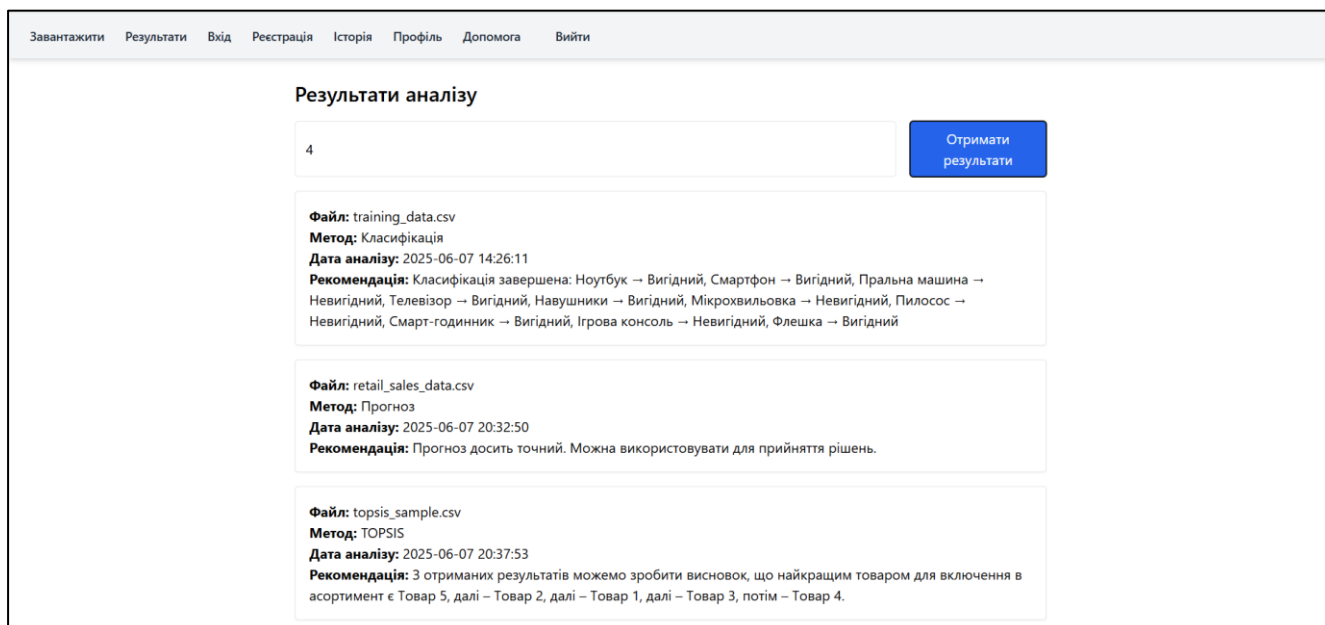 Завантажити Результати Вхід Реєстрація Історія Профіль Допомога Вийти
Результати аналізу
4
Отримати
результати
Файл: training_data.csv
Метод: Класифікація
Дата аналізу: 2025-06-07 14:26:11
Рекомендація: Класифікація завершена: Ноутбук → Вигідний, Смартфон → Вигідний, Пральна машина →
Невигідний, Телевізор → Вигідний, Навушники → Вигідний, Мікрохвильовка → Невигідний, Пилосос →
Невигідний, Смарт-годинник → Вигідний, Ігрова консоль → Невигідний, Флешка → Вигідний
Файл: retail_sales_data.csv
Метод: Прогноз
Дата аналізу: 2025-06-07 20:32:50
Рекомендація: Прогноз досить точний. Можна використовувати для прийняття рішень.
Файл: topsis_sample.csv
Метод: TOPSIS
Дата аналізу: 2025-06-07 20:37:53
Рекомендація: З отриманих результатів можемо зробити висновок, що найкращим товаром для включення в
асортимент є Товар 5, далі – Товар 2, далі – Товар 1, далі – Товар 3, потім – Товар 4.